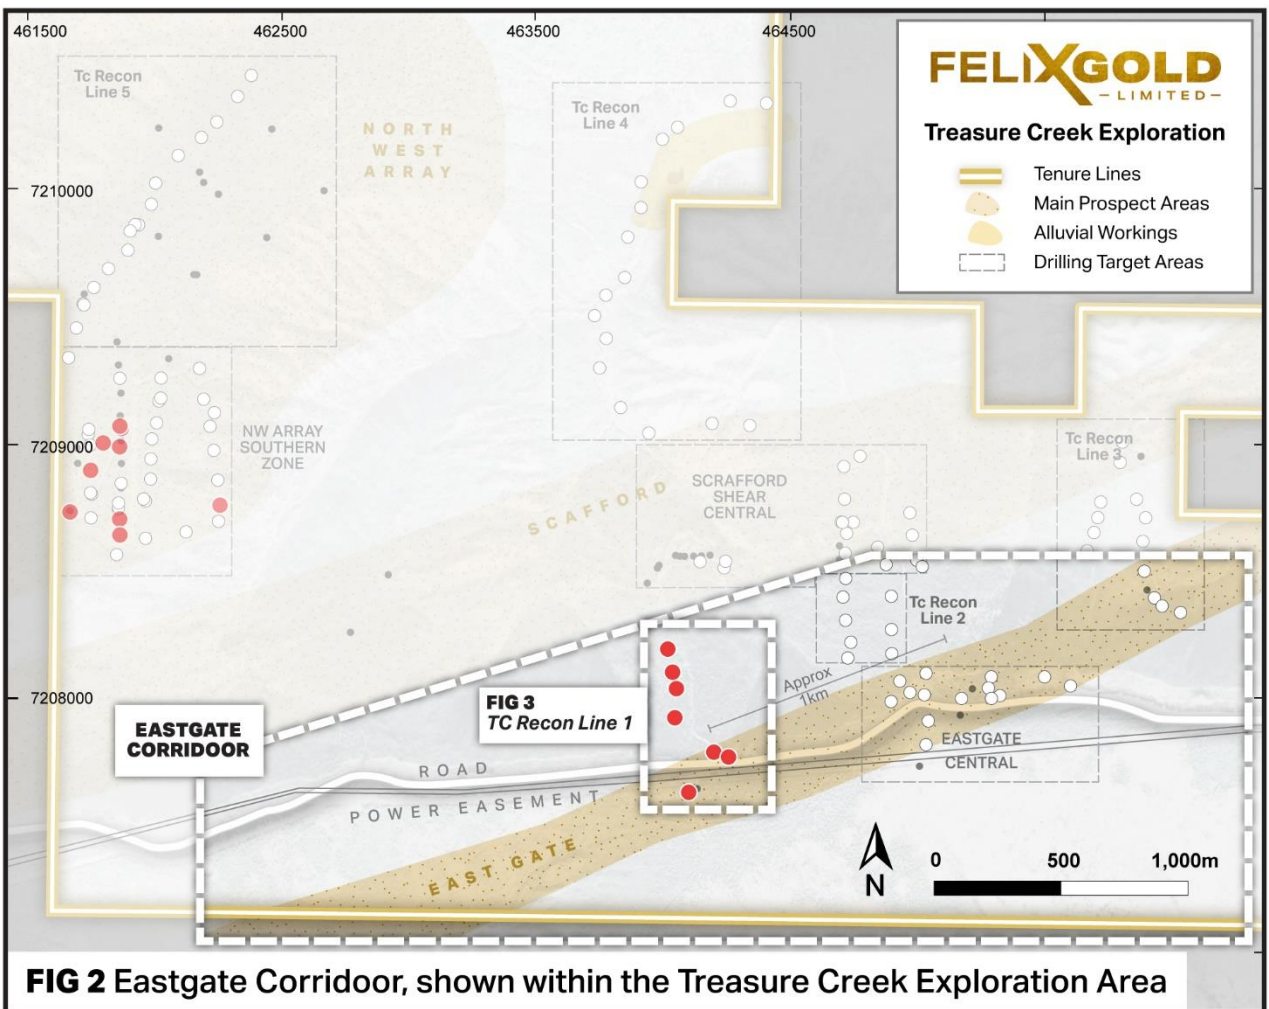 461500
462500
463500
464500
FELIXGOLD
- LIMITED -
Treasure Creek Exploration
Tenure Lines
Main Prospect Areas
Alluvial Workings
Drilling Target Areas
Tc Recon
Line 5
NORTH
WEST
ARRAY
Tc Recon
Line 4
7210000
7209000
NW ARRAY
SOUTHERN
ZONE
SCAFFORD
SCRAFFORD
SHEAR
CENTRAL
Tc Recon
Line 3
Tc Recon
Line 2
7208000
Approx
1km
FIG 3
TC Recon Line 1
EASTGATE
CORRIDOOR
EASTGATE
CENTRAL
ROAD
POWER EASEMENT
EAST GATE
N
0 500 1,000m
FIG 2 Eastgate Corridoor, shown within the Treasure Creek Exploration Area